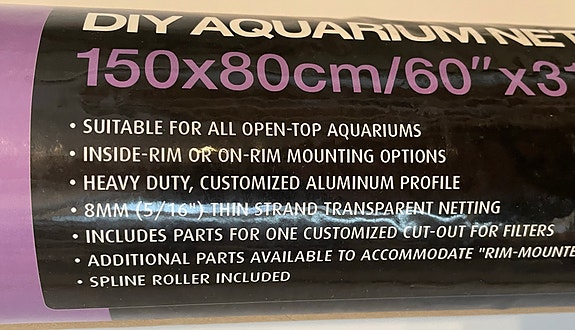 DIY AQUARIUM NET
150x80cm/60"x31
• SUITABLE FOR ALL OPEN-TOP AQUARIUMS
• INSIDE-RIM OR ON-RIM MOUNTING OPTIONS
• HEAVY DUTY, CUSTOMIZED ALUMINUM PROFILE
• 8MM (5/16") THIN STRAND TRANSPARENT NETTING
• INCLUDES PARTS FOR ONE CUSTOMIZED CUT-OUT FOR FILTERS
• ADDITIONAL PARTS AVAILABLE TO ACCOMMODATE "RIM-MOUNTE
• SPLINE ROLLER INCLUDED